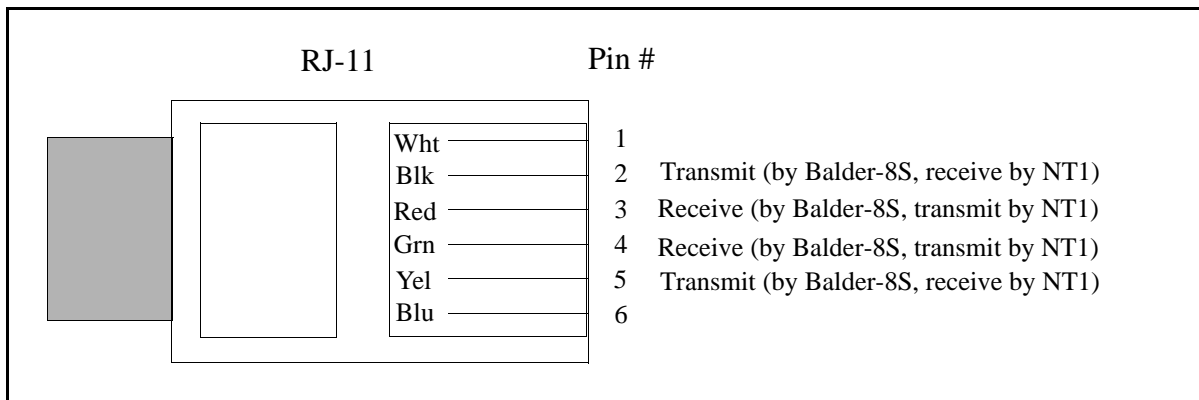 RJ-11 Pin #
Wht 1
Blk 2 Transmit (by Balder-8S, receive by NT1)
Red 3 Receive (by Balder-8S, transmit by NT1)
Grn 4 Receive (by Balder-8S, transmit by NT1)
Yel 5 Transmit (by Balder-8S, receive by NT1)
Blu 6